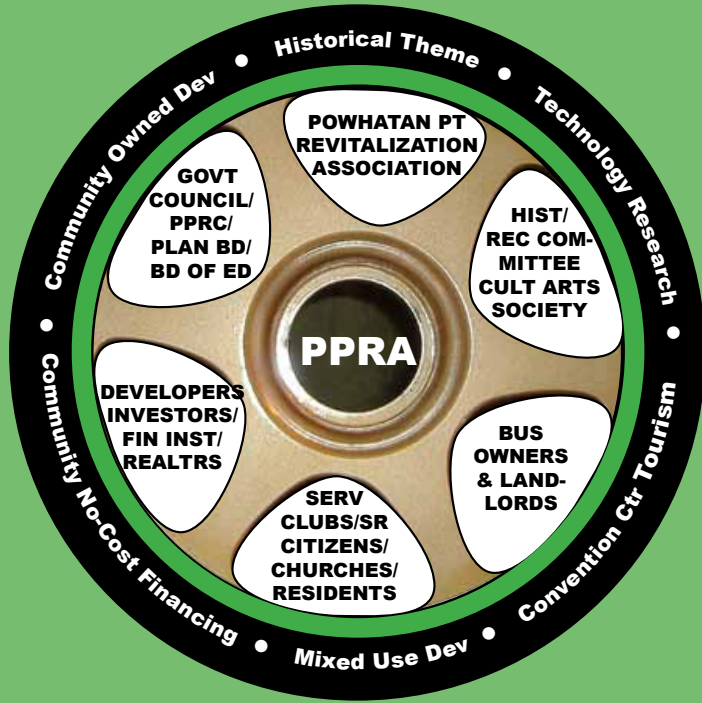 Historical Theme
Technology Research
Convention Ctr Tourism
Mixed Use Dev
Community No-Cost Financing
Community Owned Dev
POWHATAN PT
REVITALIZATION
ASSOCIATION
HIST/
REC COM-
MITTEE
CULT ARTS
SOCIETY
BUS
OWNERS
& LAND-
LORDS
SERV
CLUBS/SR
CITIZENS/
CHURCHES/
RESIDENTS
DEVELOPERS
INVESTORS/
FIN INST/
REALTRS
GOVT
COUNCIL/
PPRC/
PLAN BD/
BD OF ED
PPRA